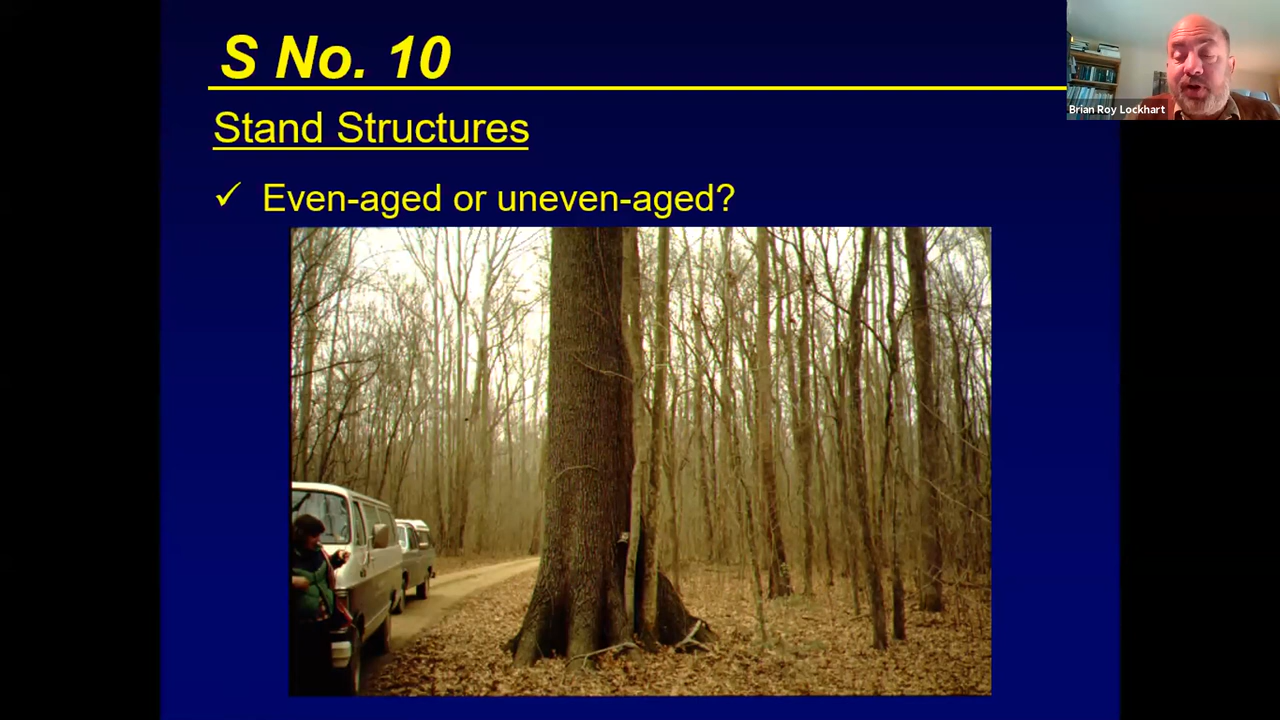 S No. 10
Stand Structures
✓ Even-aged or uneven-aged?
Brian Roy Lockhart